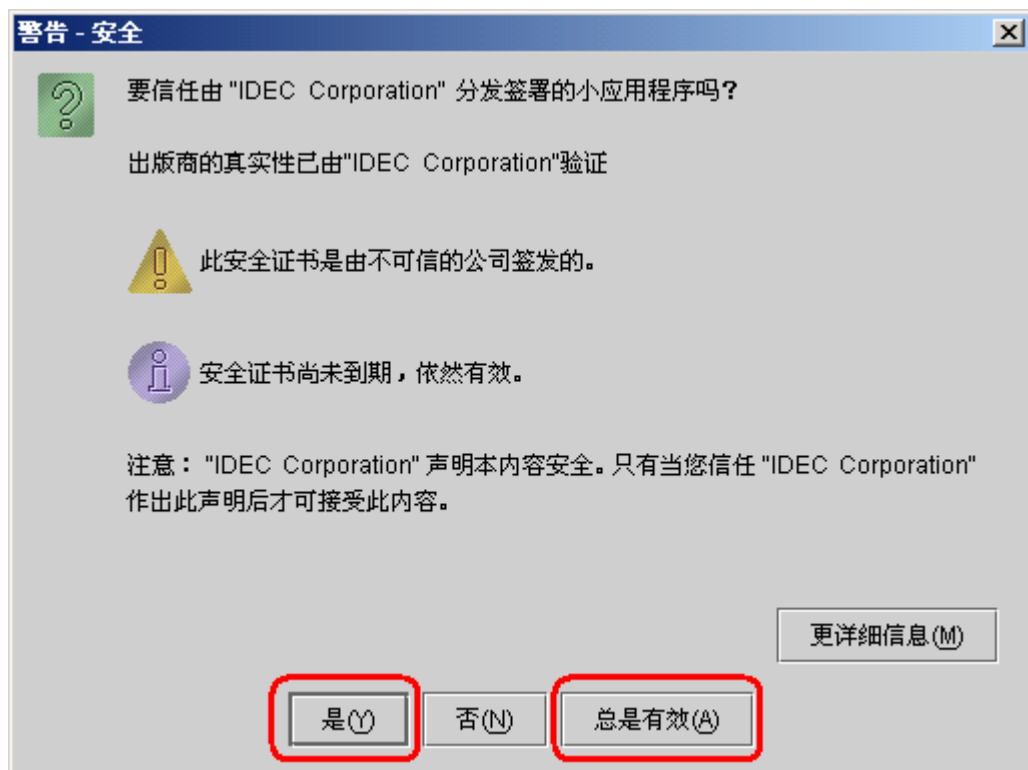 警告 - 安全
要信任由 "IDEC Corporation" 分发签署的小应用程序吗？
出版商的真实性已由"IDEC Corporation"验证
此安全证书是由不可信的公司签发的。
安全证书尚未到期，依然有效。
注意： "IDEC Corporation" 声明本内容安全。只有当您信任 "IDEC Corporation"
作出此声明后才可接受此内容。
更详细信息(M)
是(Y) 否(N) 总是有效(A)